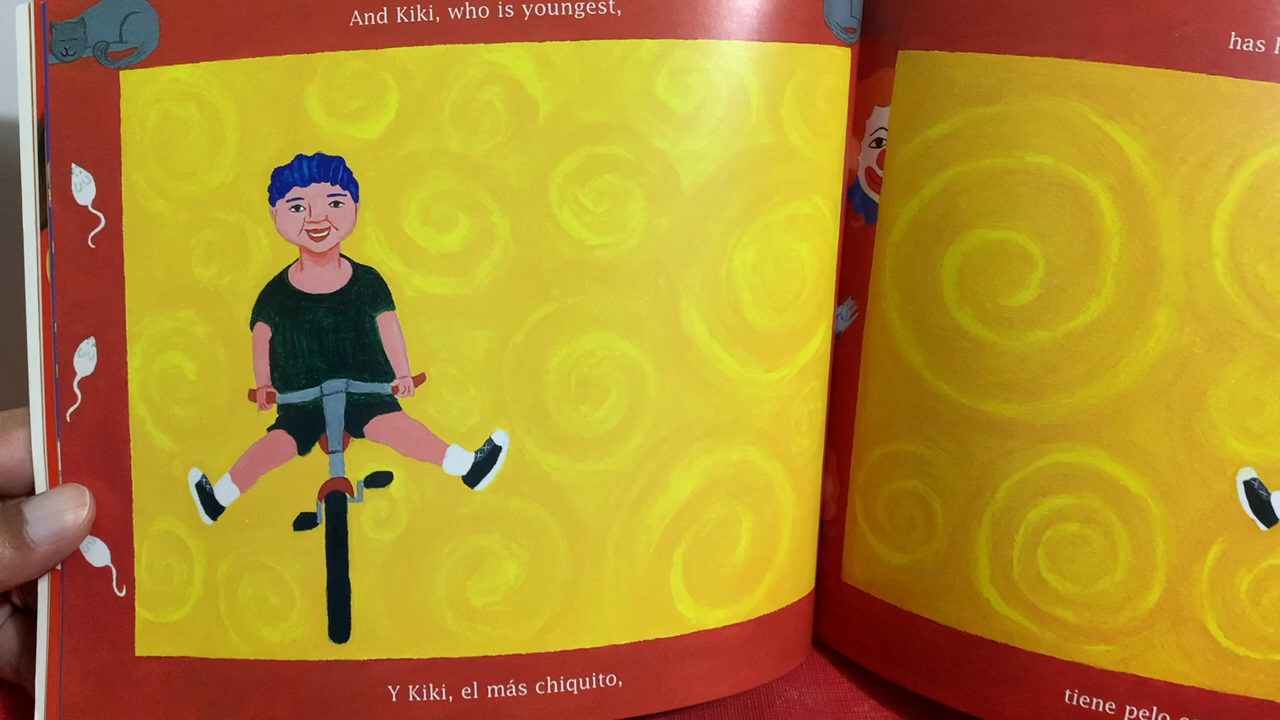 And Kiki, who is youngest,
Y Kiki, el más chiquito,
has
tiene pelo